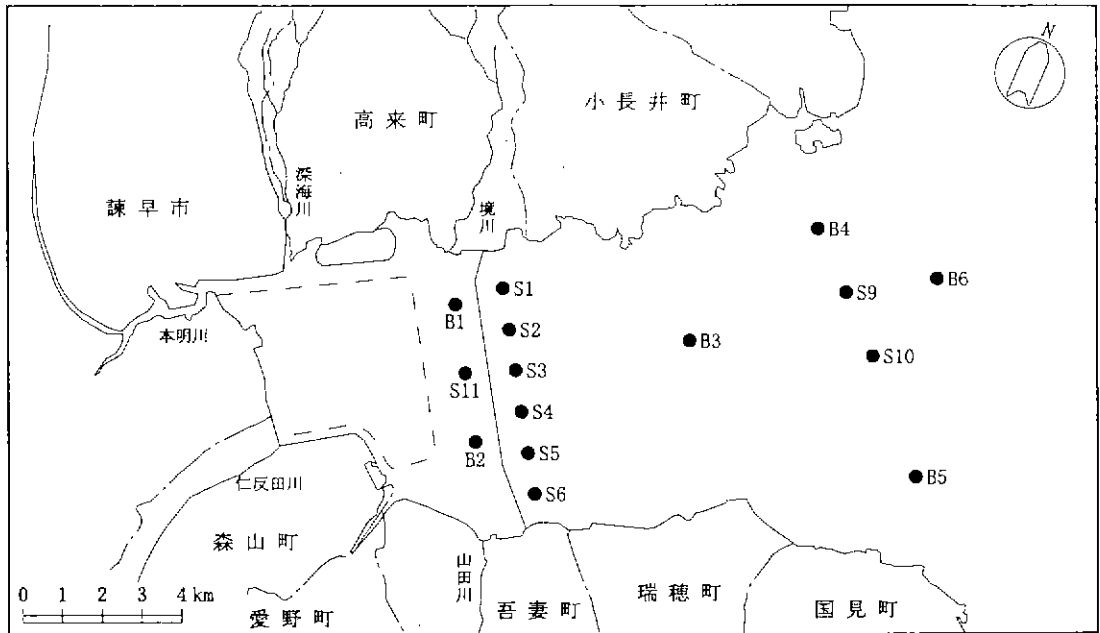 N
高来町
小長井町
諫早市
深海川
境川
本明川
S1
B1
S2
S3
S11
S4
B2
S5
S6
B3
B4
B6
S9
S10
B5
仁反田川
森山町
愛野町
山田川
吾妻町
瑞穂町
国見町
0 1 2 3 4 km